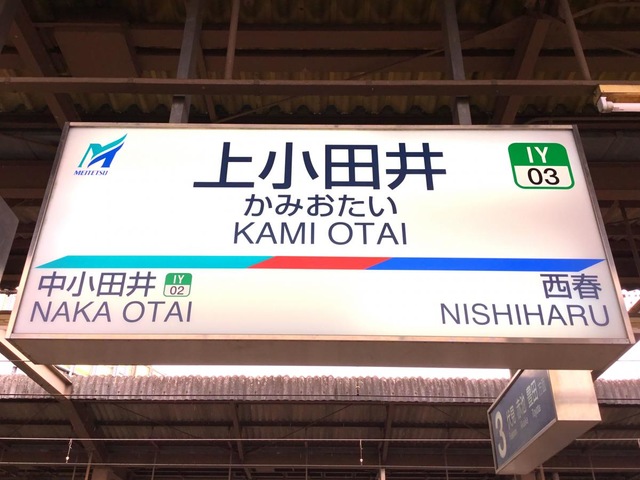 MEITETSU
上小田井
かみおたい
KAMI OTAI
IY
03
中小田井
IY
02
NAKA OTAI
西春
NISHIHARU
3